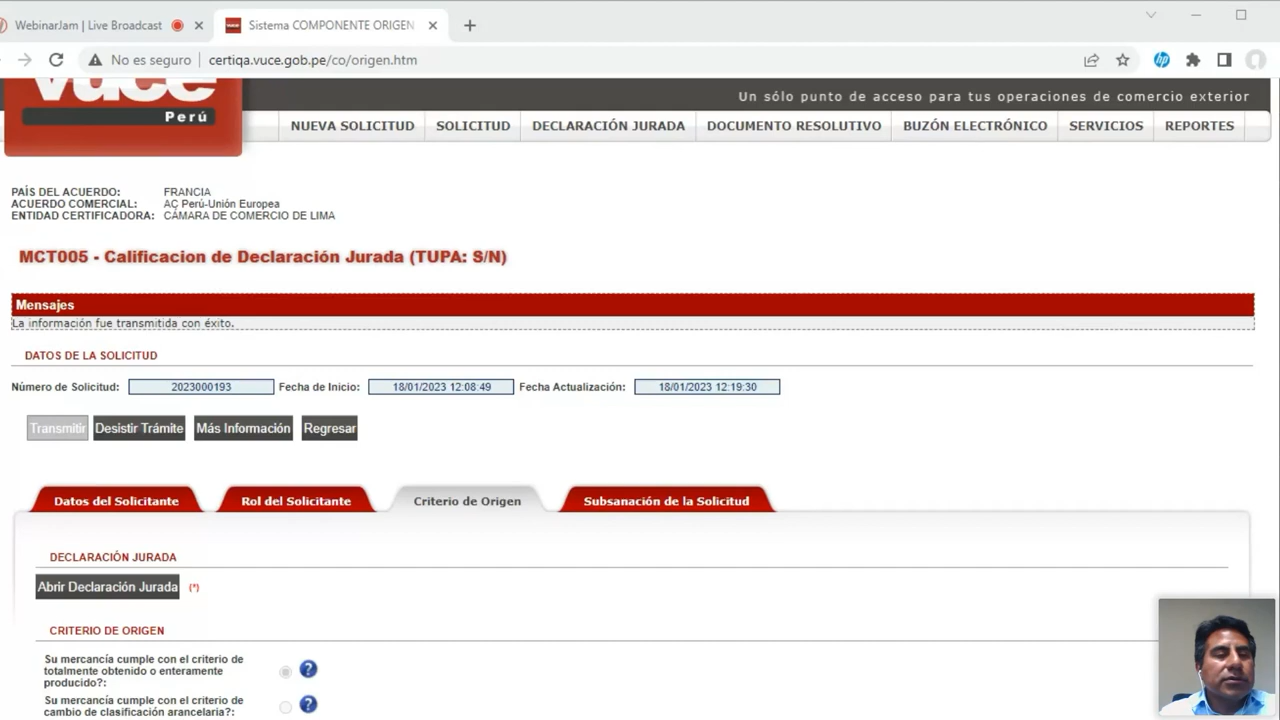 WebinarJam | Live Broadcast
Sistema COMPONENTE ORIGEN
No es seguro | certiqa.vuce.gob.pe/co/origen.htm
hp
vuce
Perú
Un sólo punto de acceso para tus operaciones de comercio exterior
NUEVA SOLICITUD SOLICITUD DECLARACIÓN JURADA DOCUMENTO RESOLUTIVO BUZÓN ELECTRÓNICO SERVICIOS REPORTES
PAÍS DEL ACUERDO: FRANCIA
ACUERDO COMERCIAL: AC Perú-Unión Europea
ENTIDAD CERTIFICADORA: CÁMARA DE COMERCIO DE LIMA
MCT005 - Calificacion de Declaración Jurada (TUPA: S/N)
Mensajes
La información fue transmitida con éxito.
DATOS DE LA SOLICITUD
Número de Solicitud: 2023000193 Fecha de Inicio: 18/01/2023 12:08:49 Fecha Actualización: 18/01/2023 12:19:30
Transmitir Desistir Trámite Más Información Regresar
Datos del Solicitante Rol del Solicitante Criterio de Origen Subsanación de la Solicitud
DECLARACIÓN JURADA
Abrir Declaración Jurada (*)
CRITERIO DE ORIGEN
Su mercancía cumple con el criterio de
totalmente obtenido o enteramente
producido?: ?
Su mercancía cumple con el criterio de
cambio de clasificación arancelaria?: ?